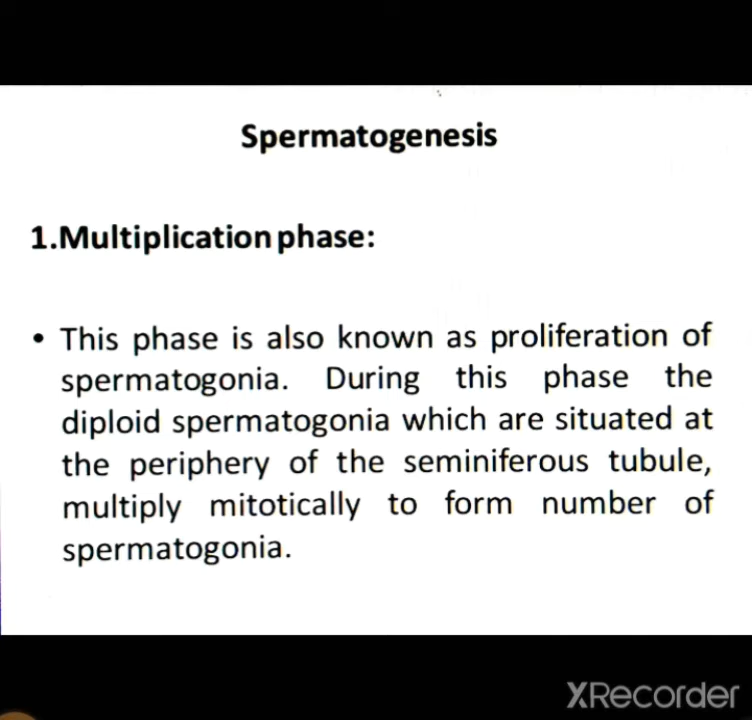 Spermatogenesis
1.Multiplication phase:
• This phase is also known as proliferation of
spermatogonia. During this phase the
diploid spermatogonia which are situated at
the periphery of the seminiferous tubule,
multiply mitotically to form number of
spermatogonia.
XRecorder